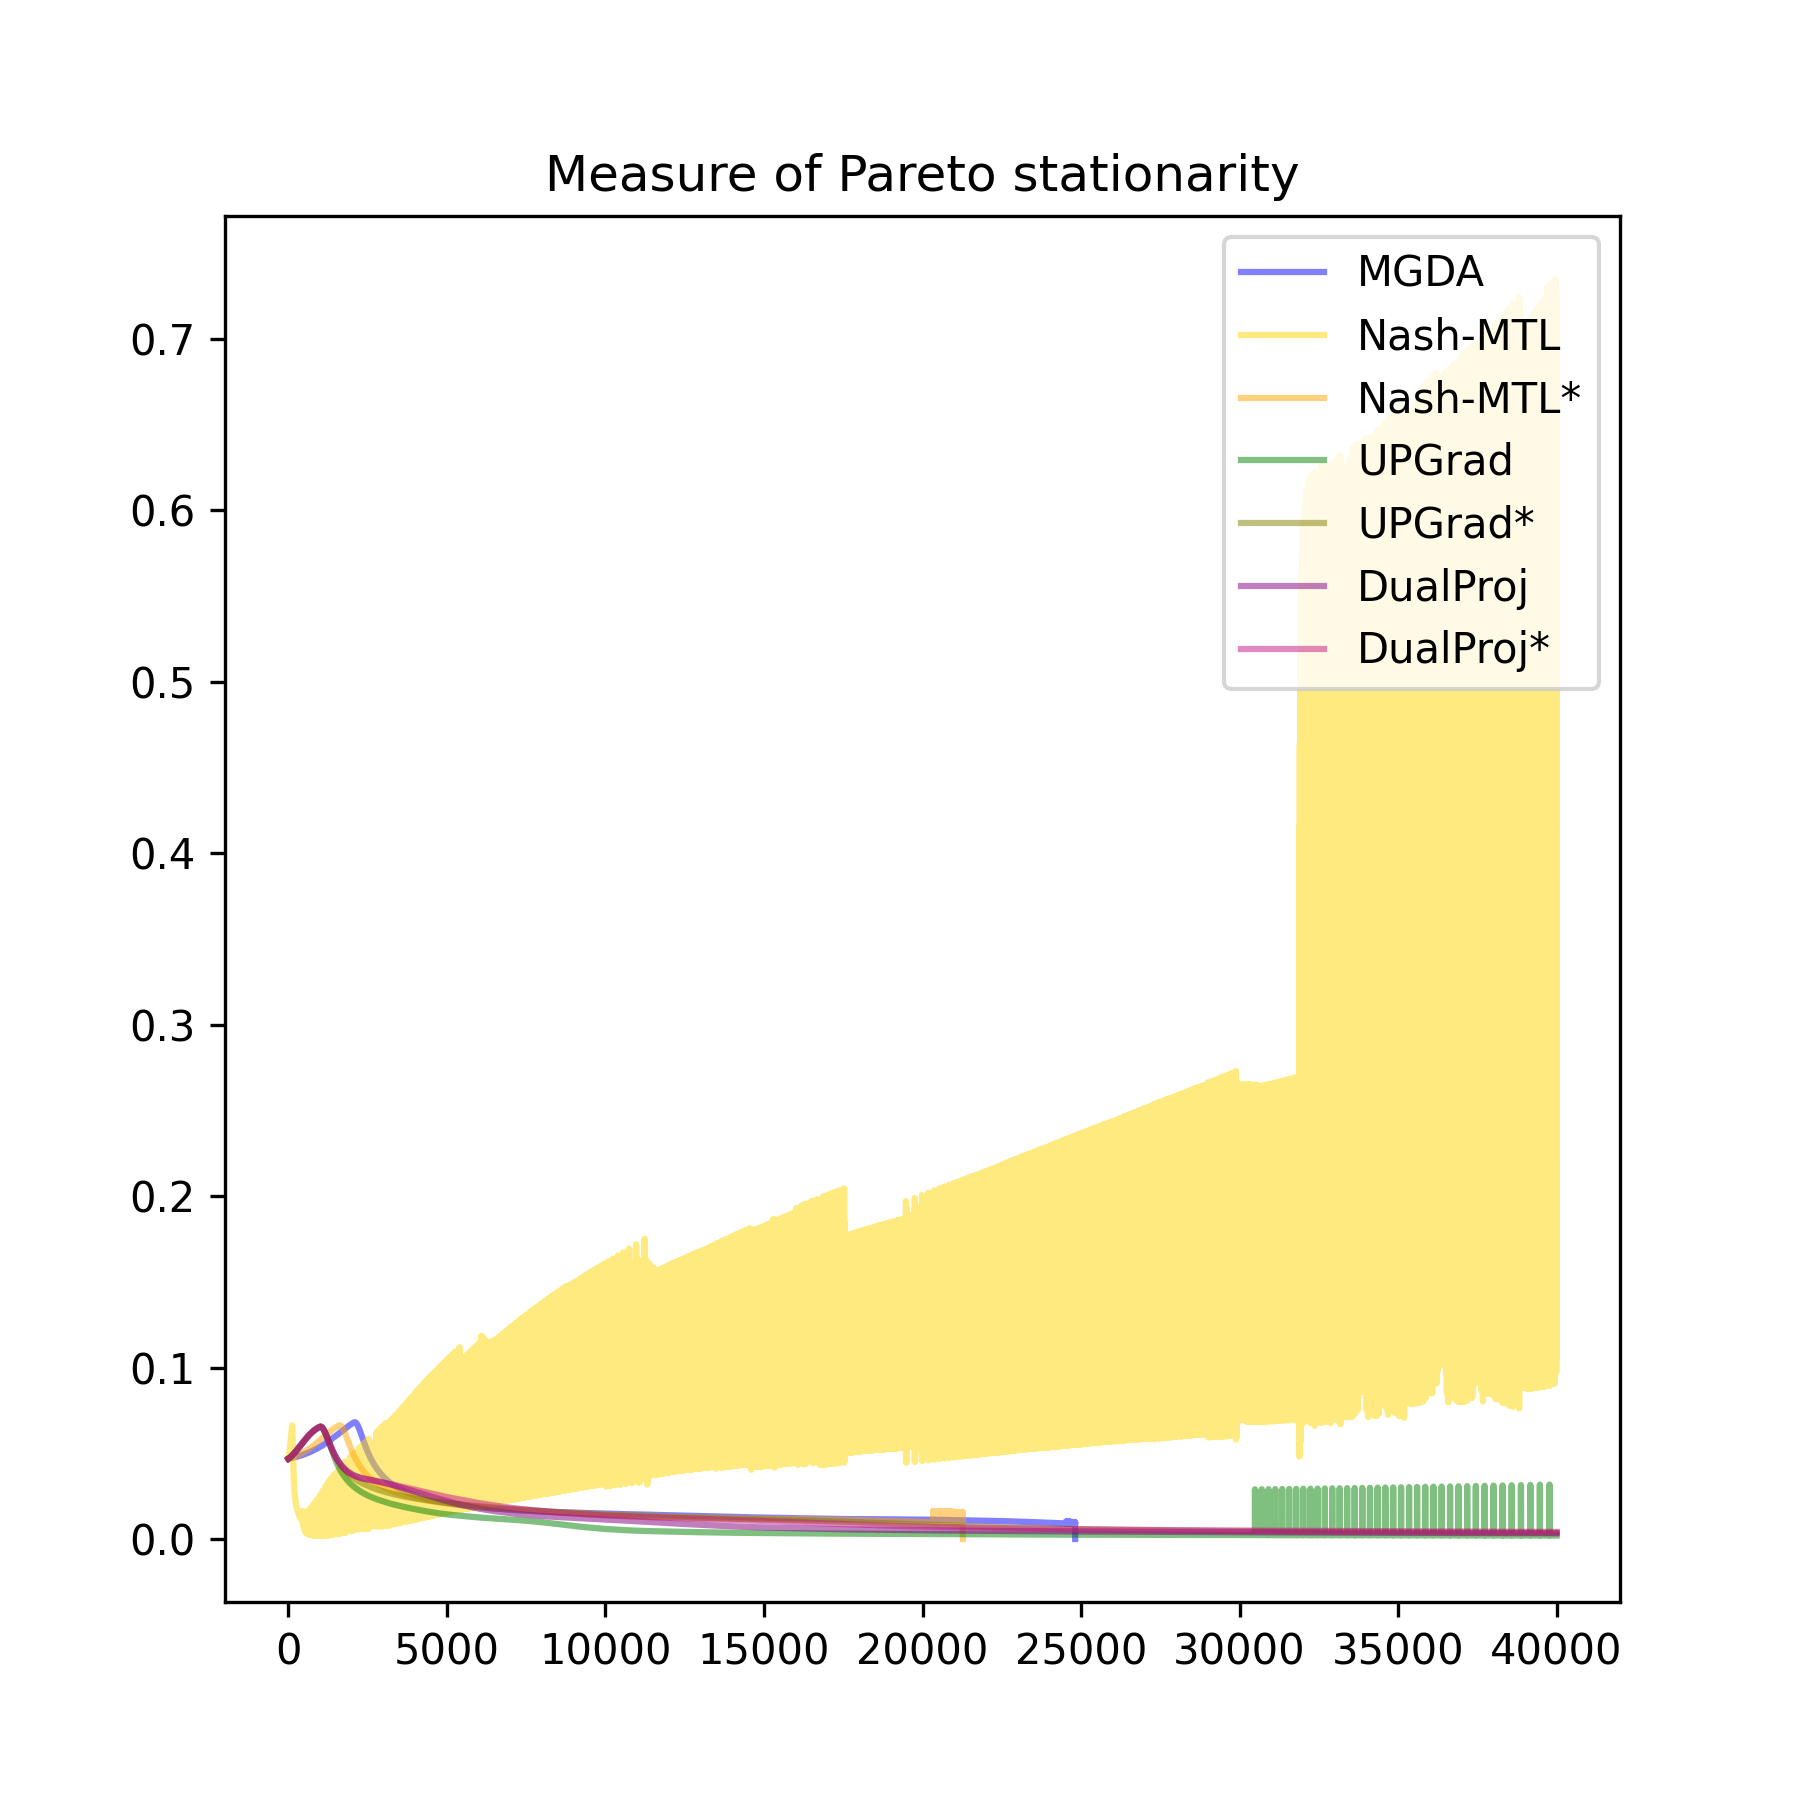 Measure of Pareto stationarity
MGDA
Nash-MTL
Nash-MTL*
UPGrad
UPGrad*
DualProj
DualProj*
0.7
0.6
0.5
0.4
0.3
0.2
0.1
0.0
0 5000 10000 15000 20000 25000 30000 35000 40000